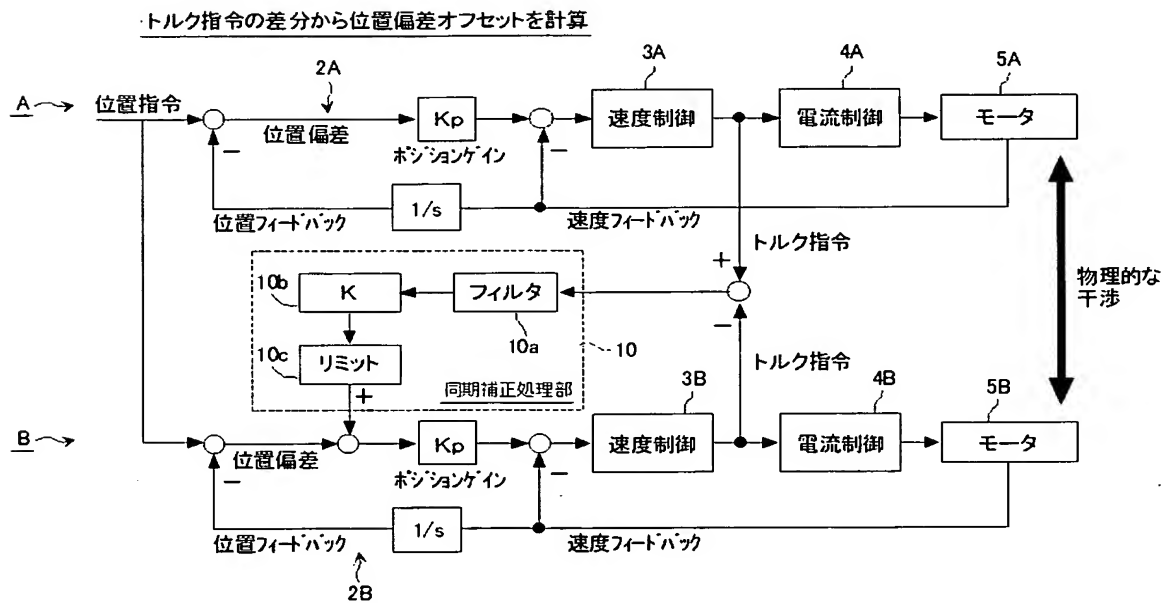 トルク指令の差分から位置偏差オフセットを計算
2A
3A
4A
5A
A
位置指令
位置偏差
Kp
ポジションゲイン
速度制御
電流制御
モータ
−
−
1/s
位置フィードバック
速度フィードバック
トルク指令
+
物理的な
干渉
10b
K
フィルタ
10a
10
10c
リミット
+
同期補正処理部
−
トルク指令
3B
4B
5B
B
位置偏差
Kp
ポジションゲイン
速度制御
電流制御
モータ
−
−
1/s
位置フィードバック
速度フィードバック
2B